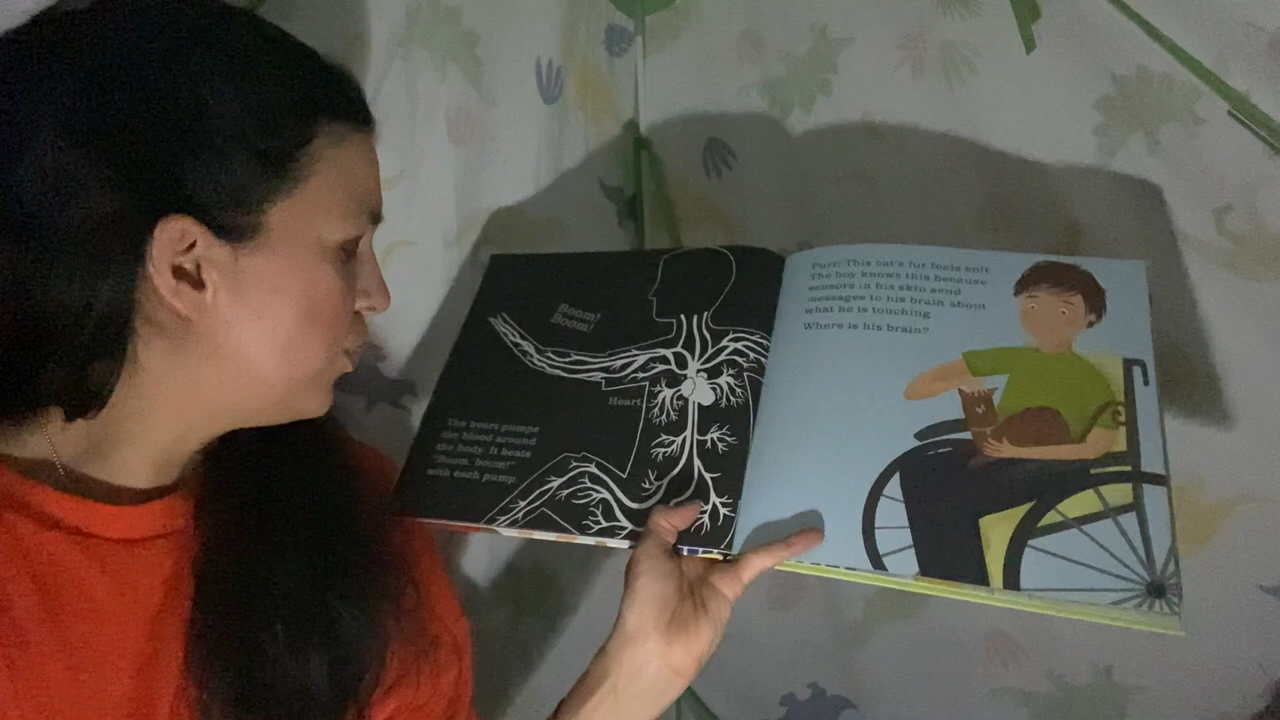 Boom!
Boom!
Heart
The heart pumps
the blood around
the body. It beats
"Boom, boom!"
with each pump.
Purr! This cat's fur feels soft.
The boy knows this because
sensors in his skin send
messages to his brain about
what he is touching.
Where is his brain?